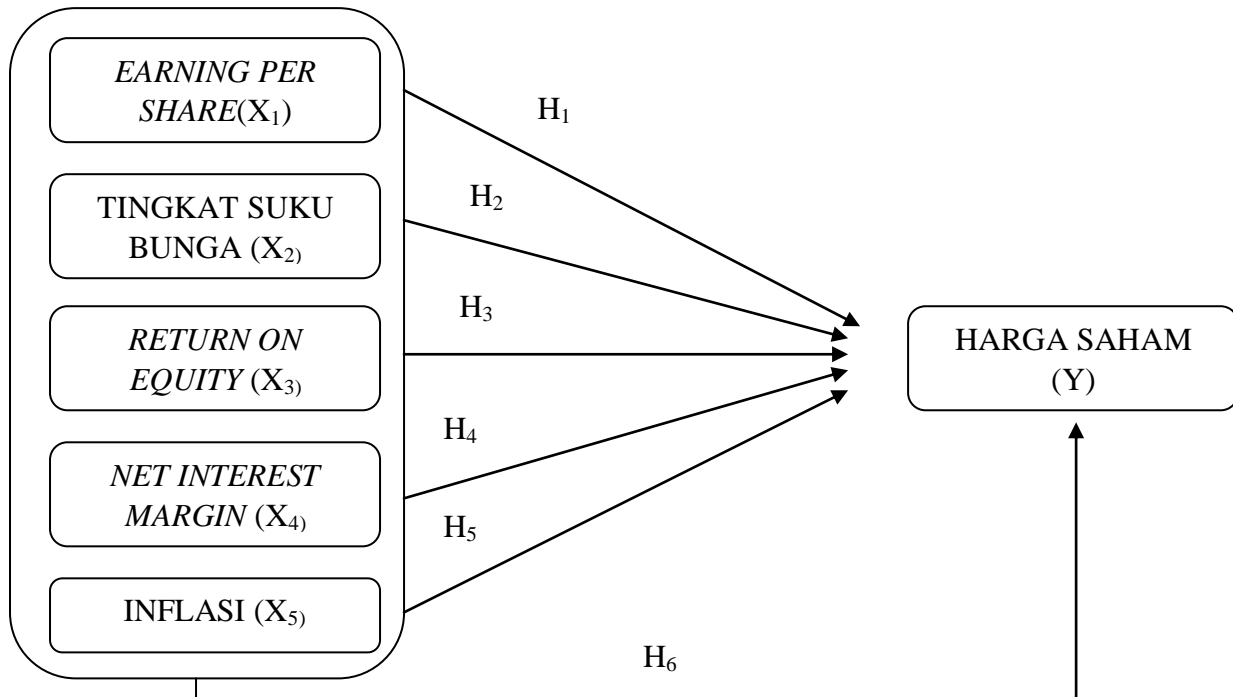 EARNING PER
SHARE(X₁)
H₁
TINGKAT SUKU
BUNGA (X₂)
H₂
RETURN ON
EQUITY (X₃)
H₃
HARGA SAHAM
(Y)
NET INTEREST
MARGIN (X₄)
H₄
INFLASI (X₅)
H₅
H₆